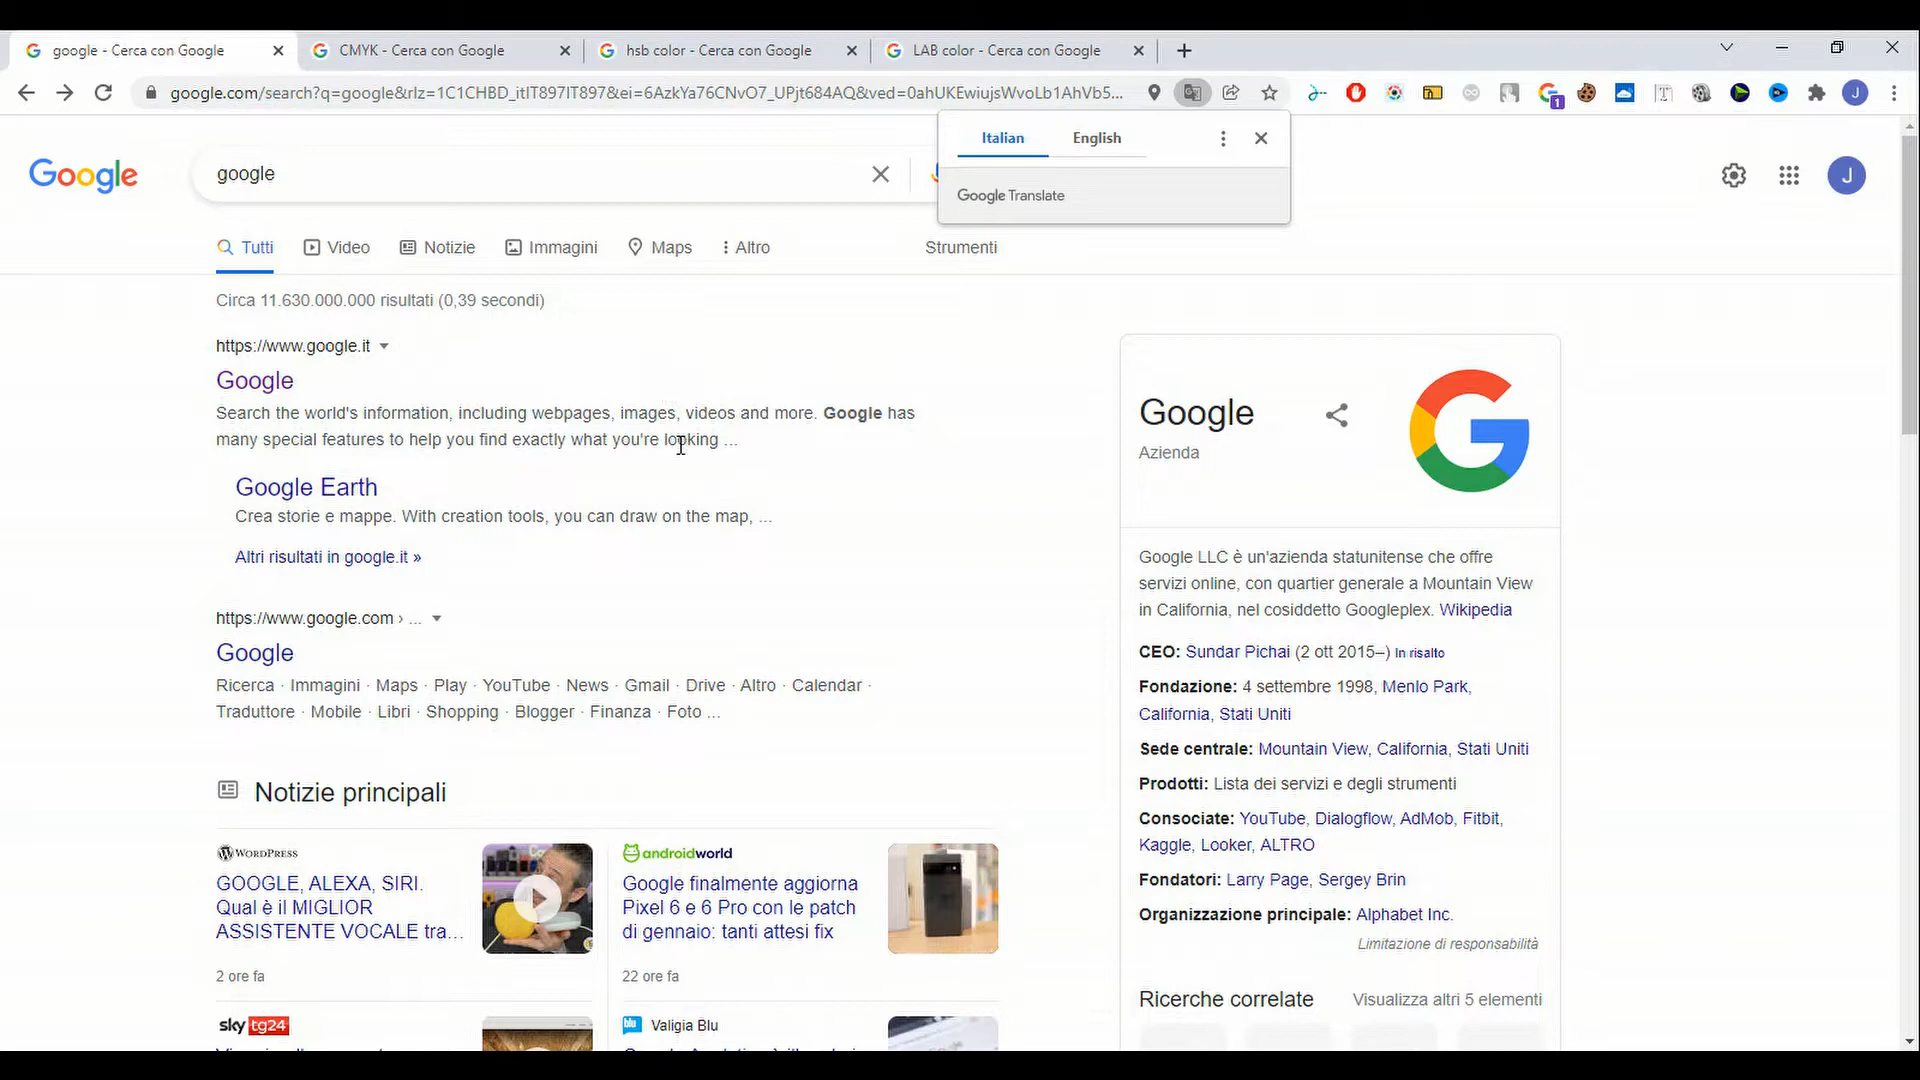 google - Cerca con Google
CMYK - Cerca con Google
hsb color - Cerca con Google
LAB color - Cerca con Google
google.com/search?q=google&rlz=1C1CHBD_itIT897IT897&ei=6AzkYa76CNvO7_UPjt684AQ&ved=0ahUKEwiujsWvoLb1AhVb5...
1
J
Italian
English
Google Translate
Google
google
J
Tutti
Video
Notizie
Immagini
Maps
Altro
Strumenti
Circa 11.630.000.000 risultati (0,39 secondi)
https://www.google.it
Google
Search the world's information, including webpages, images, videos and more. Google has
many special features to help you find exactly what you're looking ...
Google Earth
Crea storie e mappe. With creation tools, you can draw on the map, ...
Altri risultati in google.it »
https://www.google.com › ...
Google
Ricerca · Immagini · Maps · Play · YouTube · News · Gmail · Drive · Altro · Calendar ·
Traduttore · Mobile · Libri · Shopping · Blogger · Finanza · Foto ...
Notizie principali
WORDPRESS
GOOGLE, ALEXA, SIRI.
Qual è il MIGLIOR
ASSISTENTE VOCALE tra...
2 ore fa
androidworld
Google finalmente aggiorna
Pixel 6 e 6 Pro con le patch
di gennaio: tanti attesi fix
22 ore fa
sky tg24
blu
Valigia Blu
Google
Azienda
Google LLC è un'azienda statunitense che offre
servizi online, con quartier generale a Mountain View
in California, nel cosiddetto Googleplex. Wikipedia
CEO: Sundar Pichai (2 ott 2015–) In risalto
Fondazione: 4 settembre 1998, Menlo Park,
California, Stati Uniti
Sede centrale: Mountain View, California, Stati Uniti
Prodotti: Lista dei servizi e degli strumenti
Consociate: YouTube, Dialogflow, AdMob, Fitbit,
Kaggle, Looker, ALTRO
Fondatori: Larry Page, Sergey Brin
Organizzazione principale: Alphabet Inc.
Limitazione di responsabilità
Ricerche correlate
Visualizza altri 5 elementi